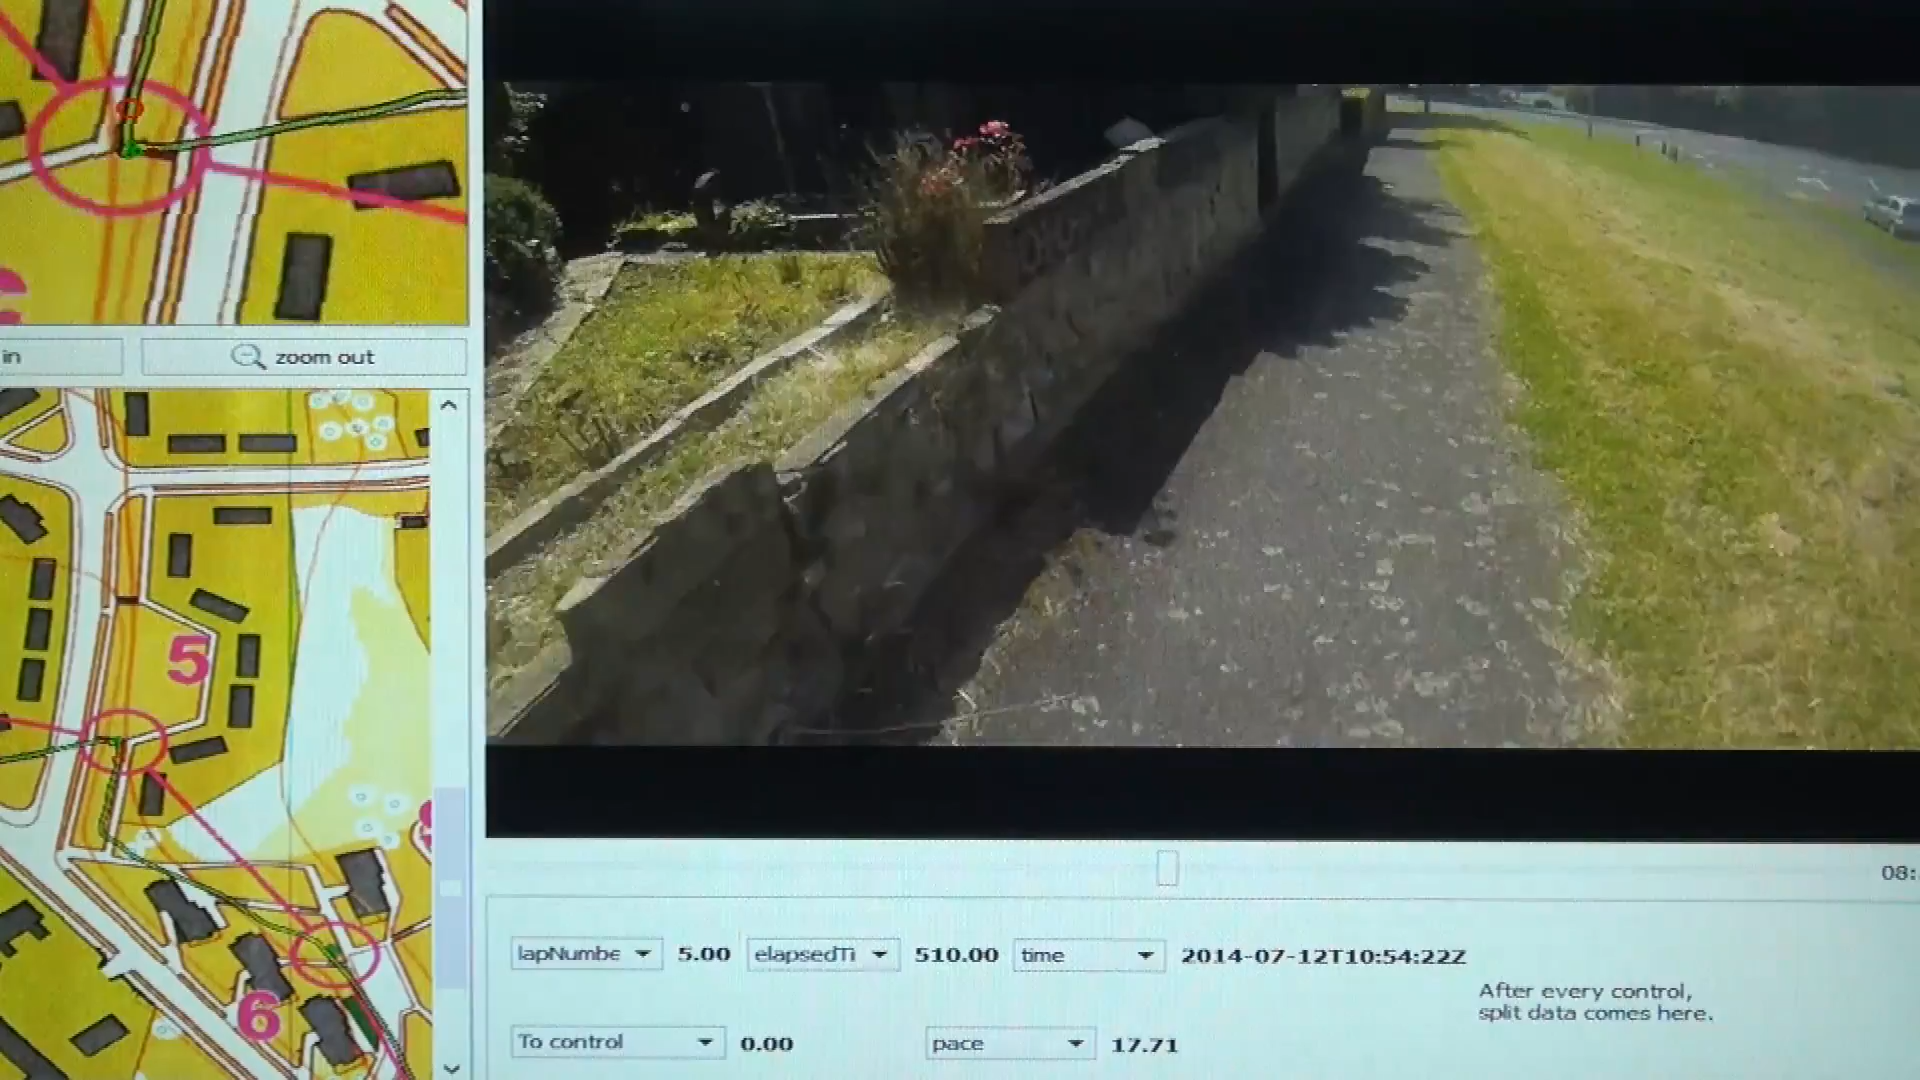 in
zoom out
5
6
08:
lapNumbe 5.00 elapsedTi 510.00 time 2014-07-12T10:54:22Z
After every control,
split data comes here.
To control 0.00 pace 17.71